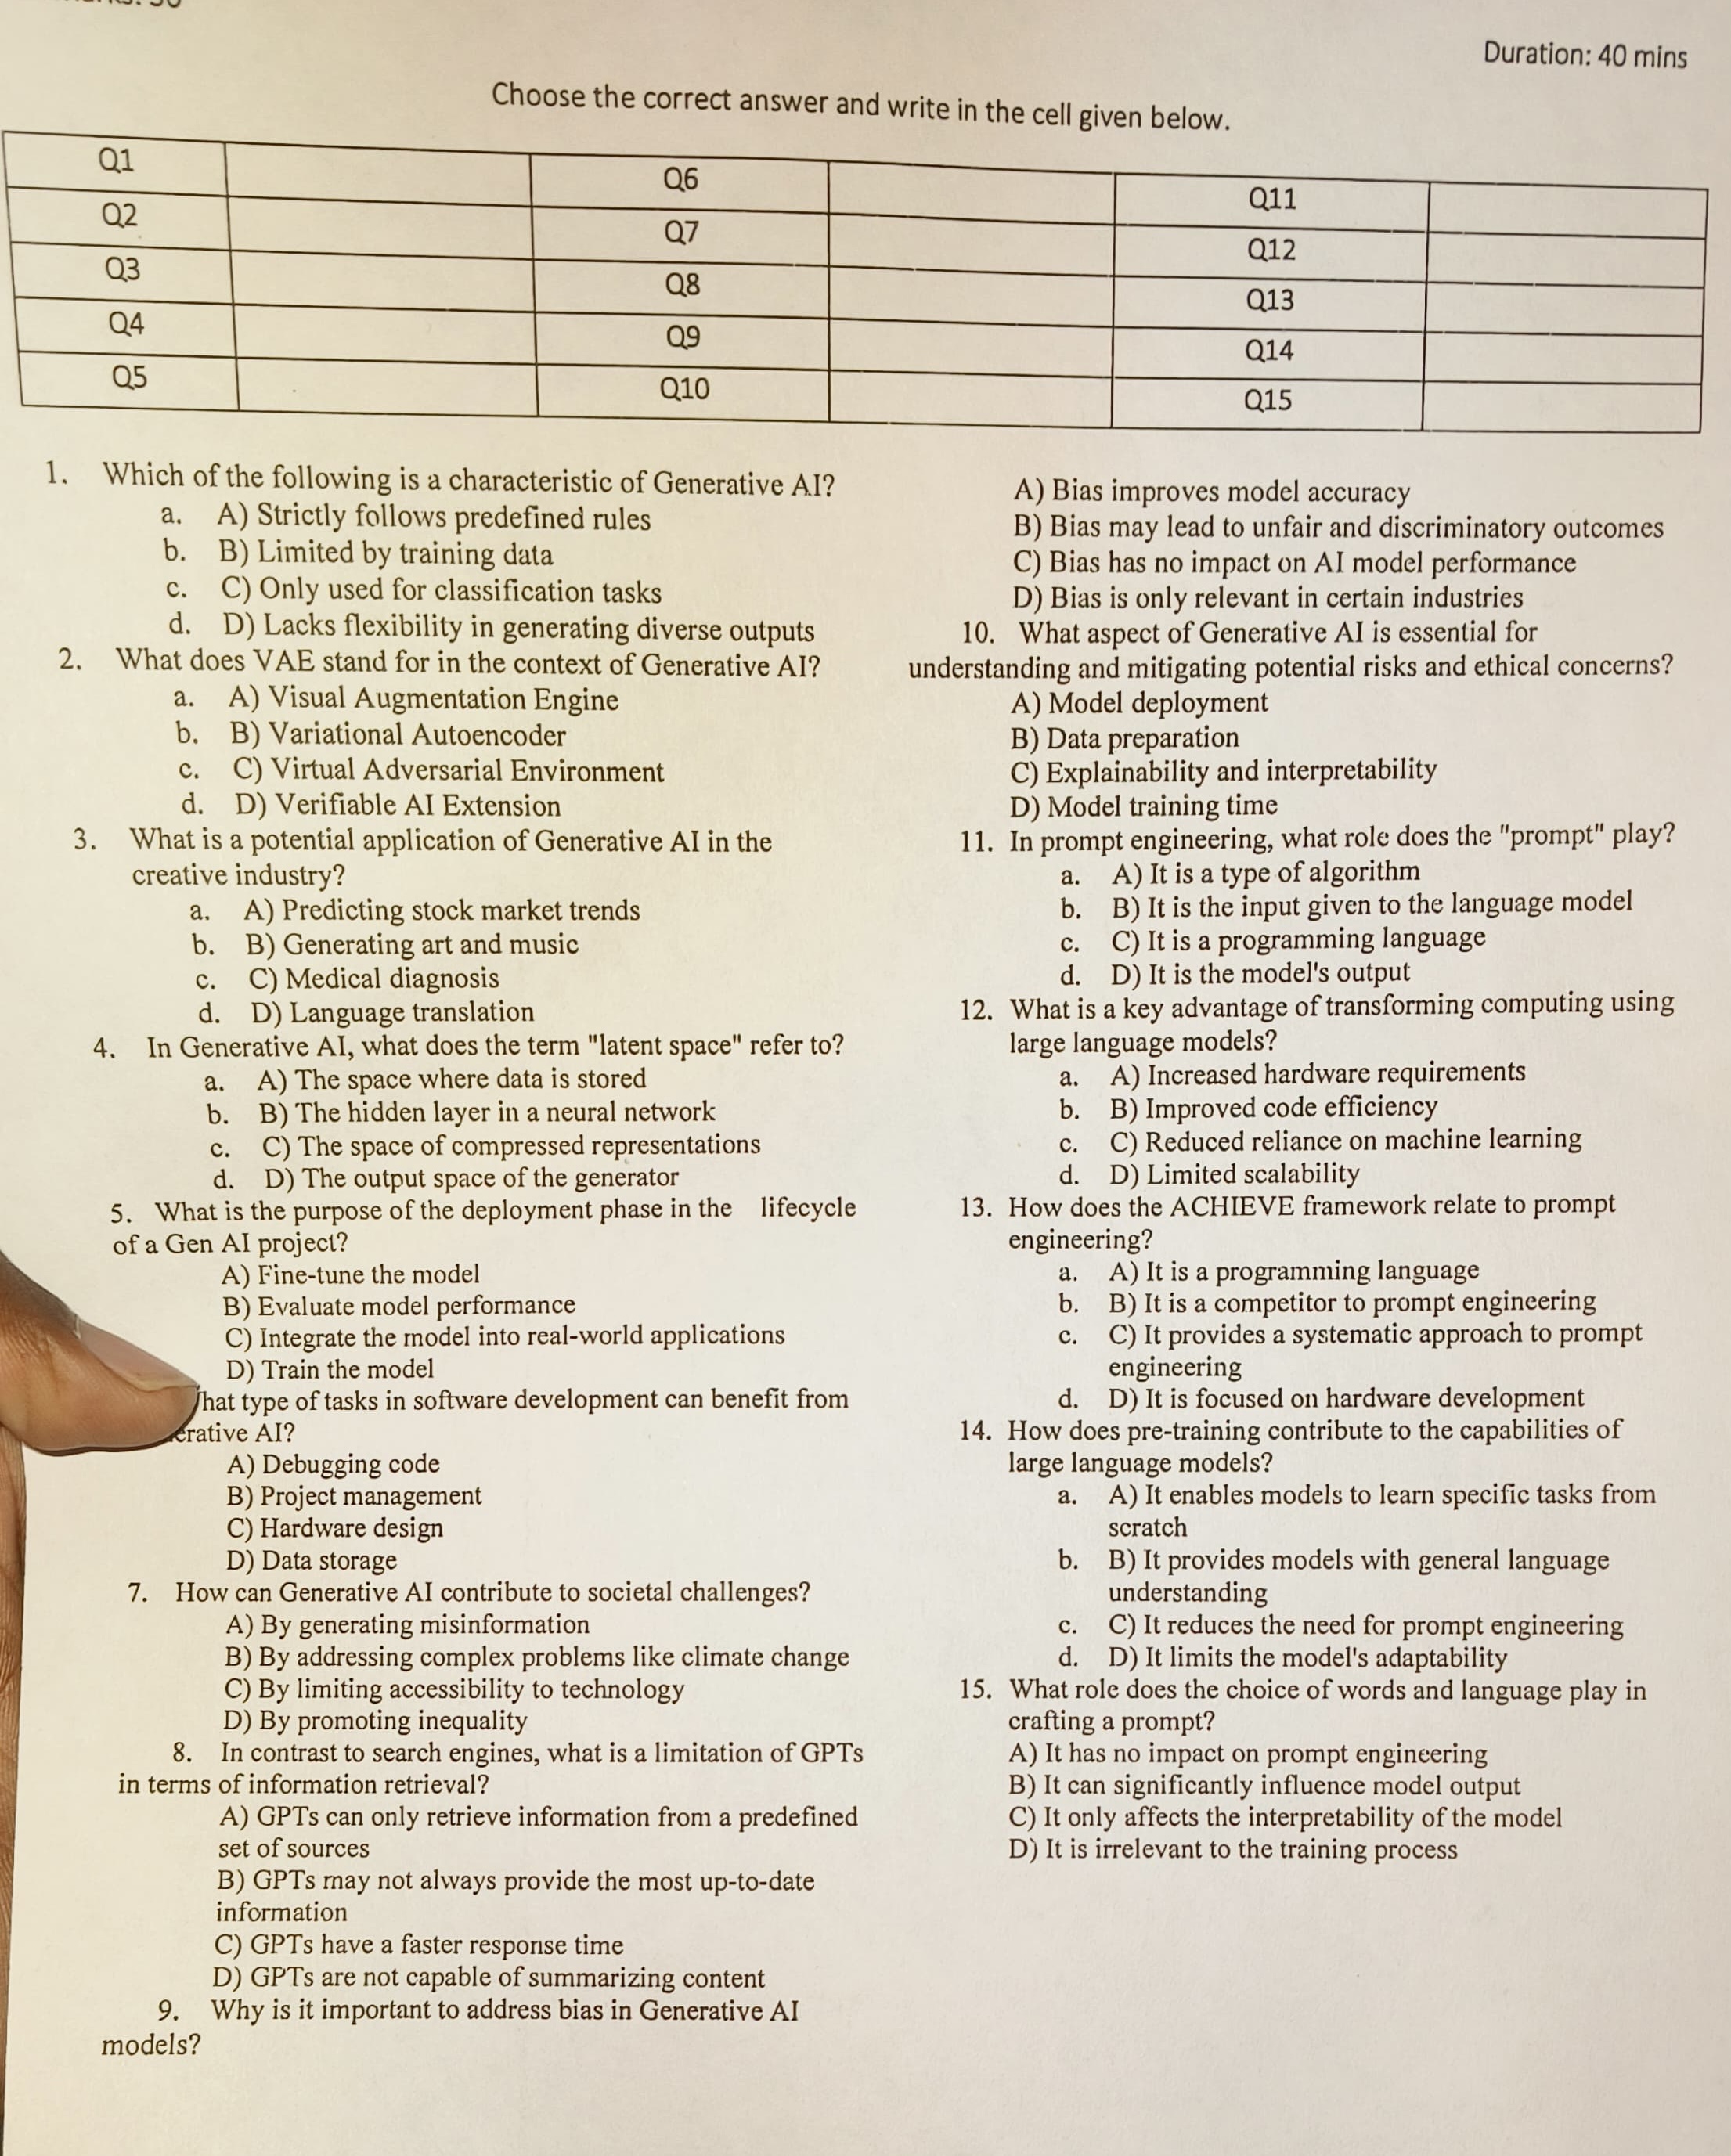 Duration: 40 mins
Choose the correct answer and write in the cell given below.
Q1 Q6 Q11
Q2 Q7 Q12
Q3 Q8 Q13
Q4 Q9 Q14
Q5 Q10 Q15
1. Which of the following is a characteristic of Generative AI?
a. A) Strictly follows predefined rules
b. B) Limited by training data
c. C) Only used for classification tasks
d. D) Lacks flexibility in generating diverse outputs
2. What does VAE stand for in the context of Generative AI?
a. A) Visual Augmentation Engine
b. B) Variational Autoencoder
c. C) Virtual Adversarial Environment
d. D) Verifiable AI Extension
3. What is a potential application of Generative AI in the
creative industry?
a. A) Predicting stock market trends
b. B) Generating art and music
c. C) Medical diagnosis
d. D) Language translation
4. In Generative AI, what does the term "latent space" refer to?
a. A) The space where data is stored
b. B) The hidden layer in a neural network
c. C) The space of compressed representations
d. D) The output space of the generator
5. What is the purpose of the deployment phase in the lifecycle
of a Gen AI project?
A) Fine-tune the model
B) Evaluate model performance
C) Integrate the model into real-world applications
D) Train the model
hat type of tasks in software development can benefit from
erative AI?
A) Debugging code
B) Project management
C) Hardware design
D) Data storage
7. How can Generative AI contribute to societal challenges?
A) By generating misinformation
B) By addressing complex problems like climate change
C) By limiting accessibility to technology
D) By promoting inequality
8. In contrast to search engines, what is a limitation of GPTs
in terms of information retrieval?
A) GPTs can only retrieve information from a predefined
set of sources
B) GPTs may not always provide the most up-to-date
information
C) GPTs have a faster response time
D) GPTs are not capable of summarizing content
9. Why is it important to address bias in Generative AI
models?
A) Bias improves model accuracy
B) Bias may lead to unfair and discriminatory outcomes
C) Bias has no impact on AI model performance
D) Bias is only relevant in certain industries
10. What aspect of Generative AI is essential for
understanding and mitigating potential risks and ethical concerns?
A) Model deployment
B) Data preparation
C) Explainability and interpretability
D) Model training time
11. In prompt engineering, what role does the "prompt" play?
a. A) It is a type of algorithm
b. B) It is the input given to the language model
c. C) It is a programming language
d. D) It is the model's output
12. What is a key advantage of transforming computing using
large language models?
a. A) Increased hardware requirements
b. B) Improved code efficiency
c. C) Reduced reliance on machine learning
d. D) Limited scalability
13. How does the ACHIEVE framework relate to prompt
engineering?
a. A) It is a programming language
b. B) It is a competitor to prompt engineering
c. C) It provides a systematic approach to prompt
engineering
d. D) It is focused on hardware development
14. How does pre-training contribute to the capabilities of
large language models?
a. A) It enables models to learn specific tasks from
scratch
b. B) It provides models with general language
understanding
c. C) It reduces the need for prompt engineering
d. D) It limits the model's adaptability
15. What role does the choice of words and language play in
crafting a prompt?
A) It has no impact on prompt engineering
B) It can significantly influence model output
C) It only affects the interpretability of the model
D) It is irrelevant to the training process